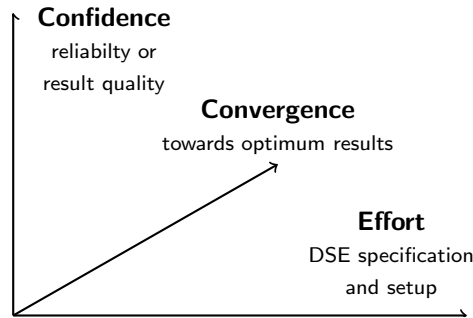 Confidence
reliabilty or
result quality
Convergence
towards optimum results
Effort
DSE specification
and setup